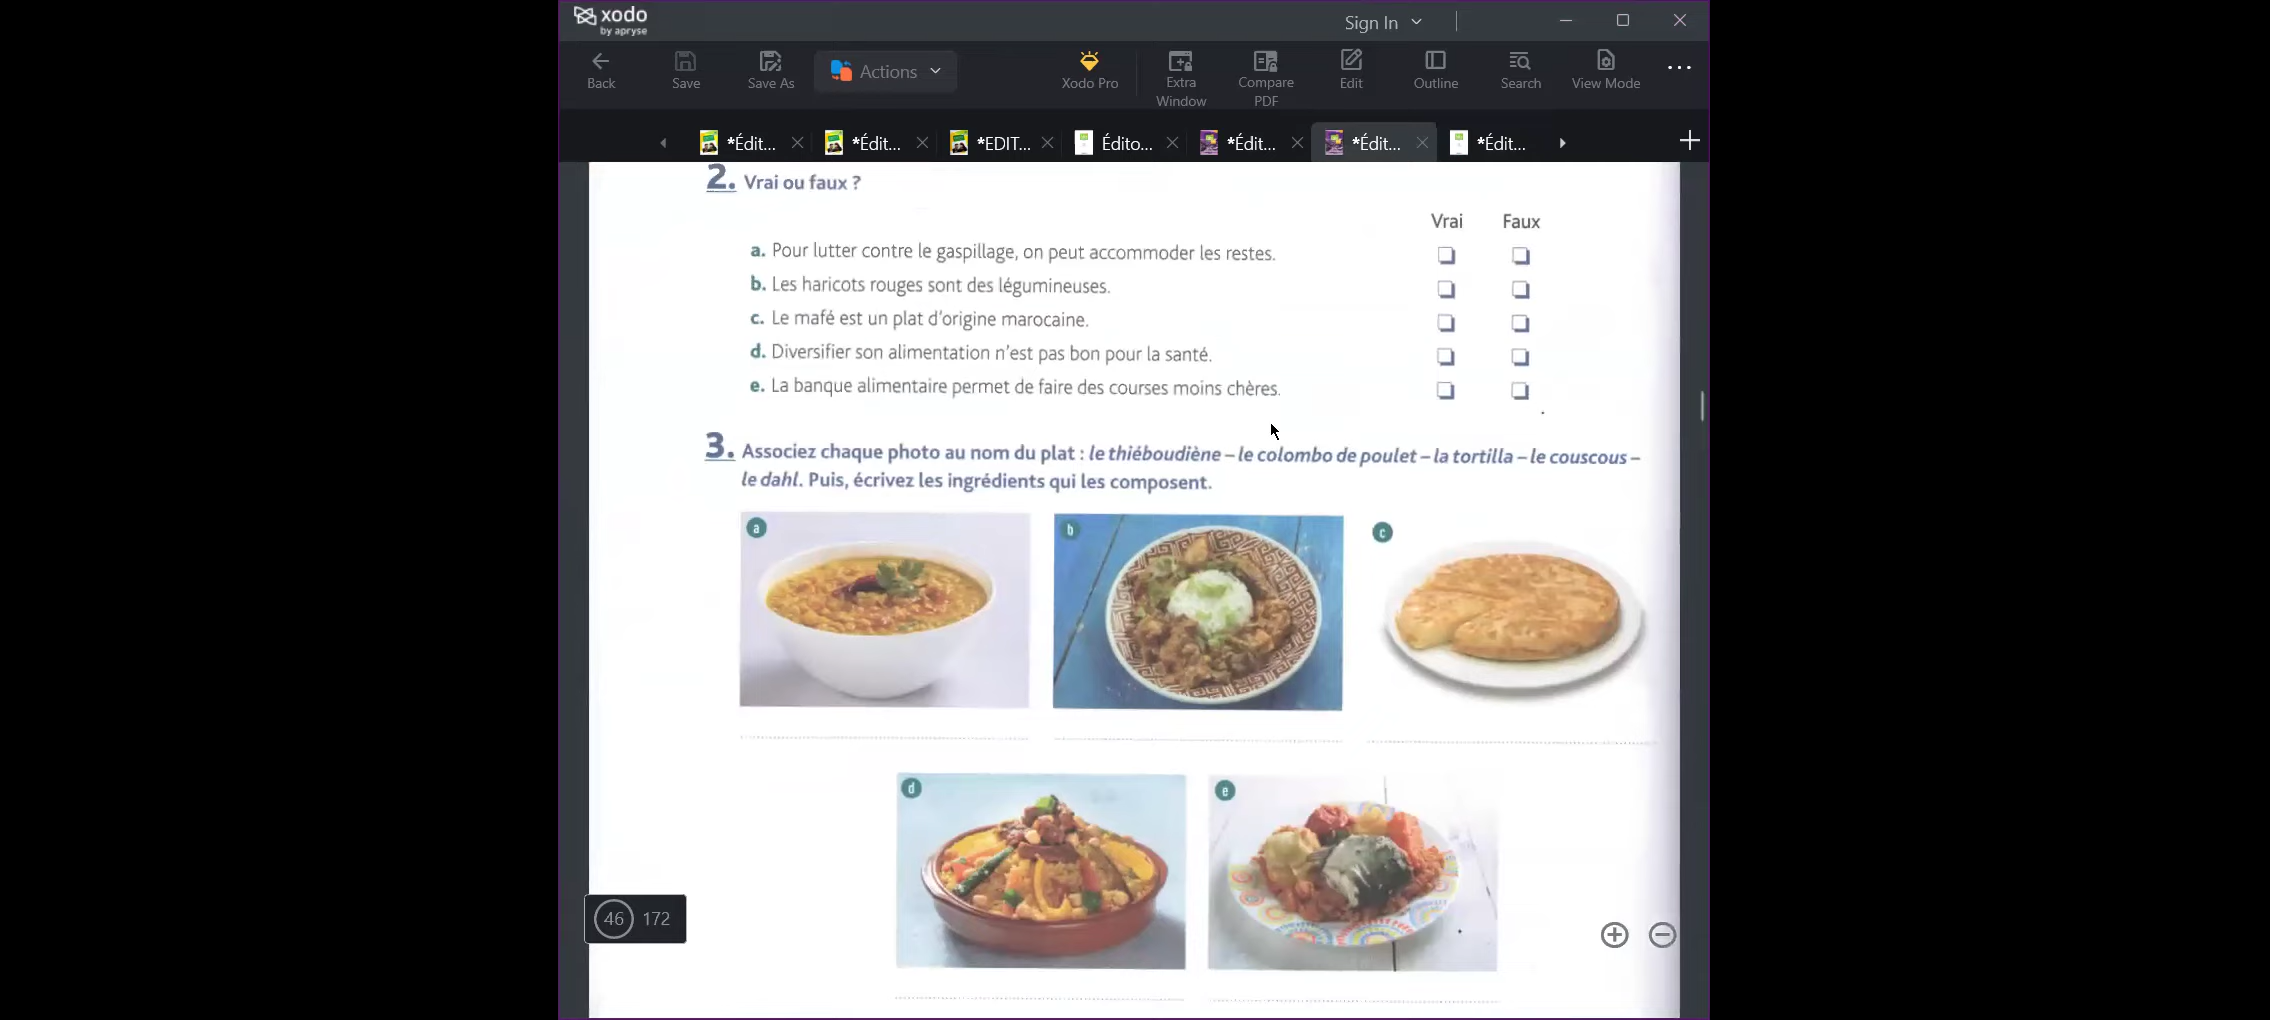 xodo
by apryse
Sign In
Back
Save
Save As
Actions
Xodo Pro
Extra Window
Compare PDF
Edit
Outline
Search
View Mode
*Édit...
*Édit...
*EDIT...
Édito...
*Édit...
*Édit...
*Édit...
2. Vrai ou faux ?
Vrai Faux
a. Pour lutter contre le gaspillage, on peut accommoder les restes.
b. Les haricots rouges sont des légumineuses.
c. Le mafé est un plat d'origine marocaine.
d. Diversifier son alimentation n'est pas bon pour la santé.
e. La banque alimentaire permet de faire des courses moins chères.
3. Associez chaque photo au nom du plat : le thiéboudiène – le colombo de poulet – la tortilla – le couscous –
le dahl. Puis, écrivez les ingrédients qui les composent.
a
b
c
d
e
46 172